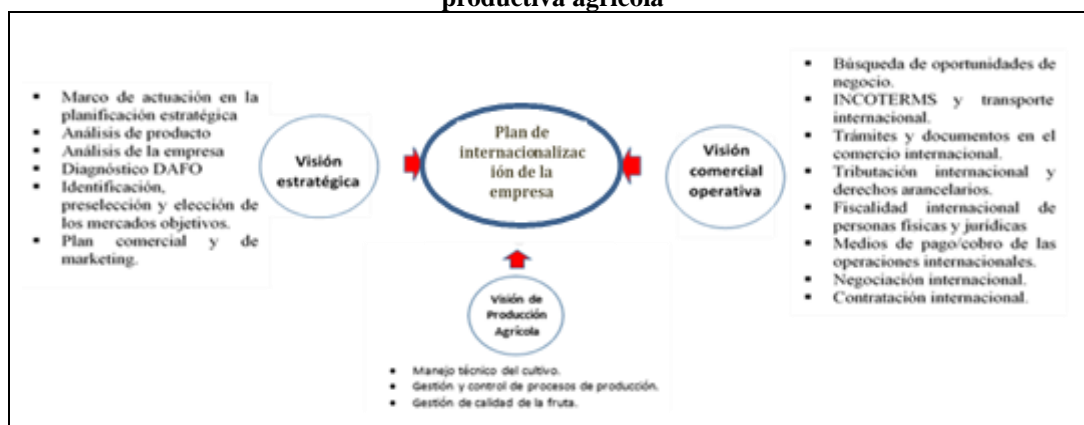 productiva agrícola
▪ Marco de actuación en la
planificación estratégica
▪ Análisis de producto
▪ Análisis de la empresa
▪ Diagnóstico DAFO
▪ Identificación,
preselección y elección de
los mercados objetivos.
▪ Plan comercial y de
marketing.
Visión
estratégica
Plan de
internacionalizac
ión de la
empresa
Visión
comercial
operativa
▪ Búsqueda de oportunidades de
negocio.
▪ INCOTERMS y transporte
internacional.
▪ Trámites y documentos en el
comercio internacional.
▪ Tributación internacional y
derechos arancelarios.
▪ Fiscalidad internacional de
personas físicas y jurídicas
▪ Medios de pago/cobro de las
operaciones internacionales.
▪ Negociación internacional.
▪ Contratación internacional.
Visión de
Producción
Agrícola
• Manejo técnico del cultivo.
• Gestión y control de procesos de producción.
• Gestión de calidad de la fruta.